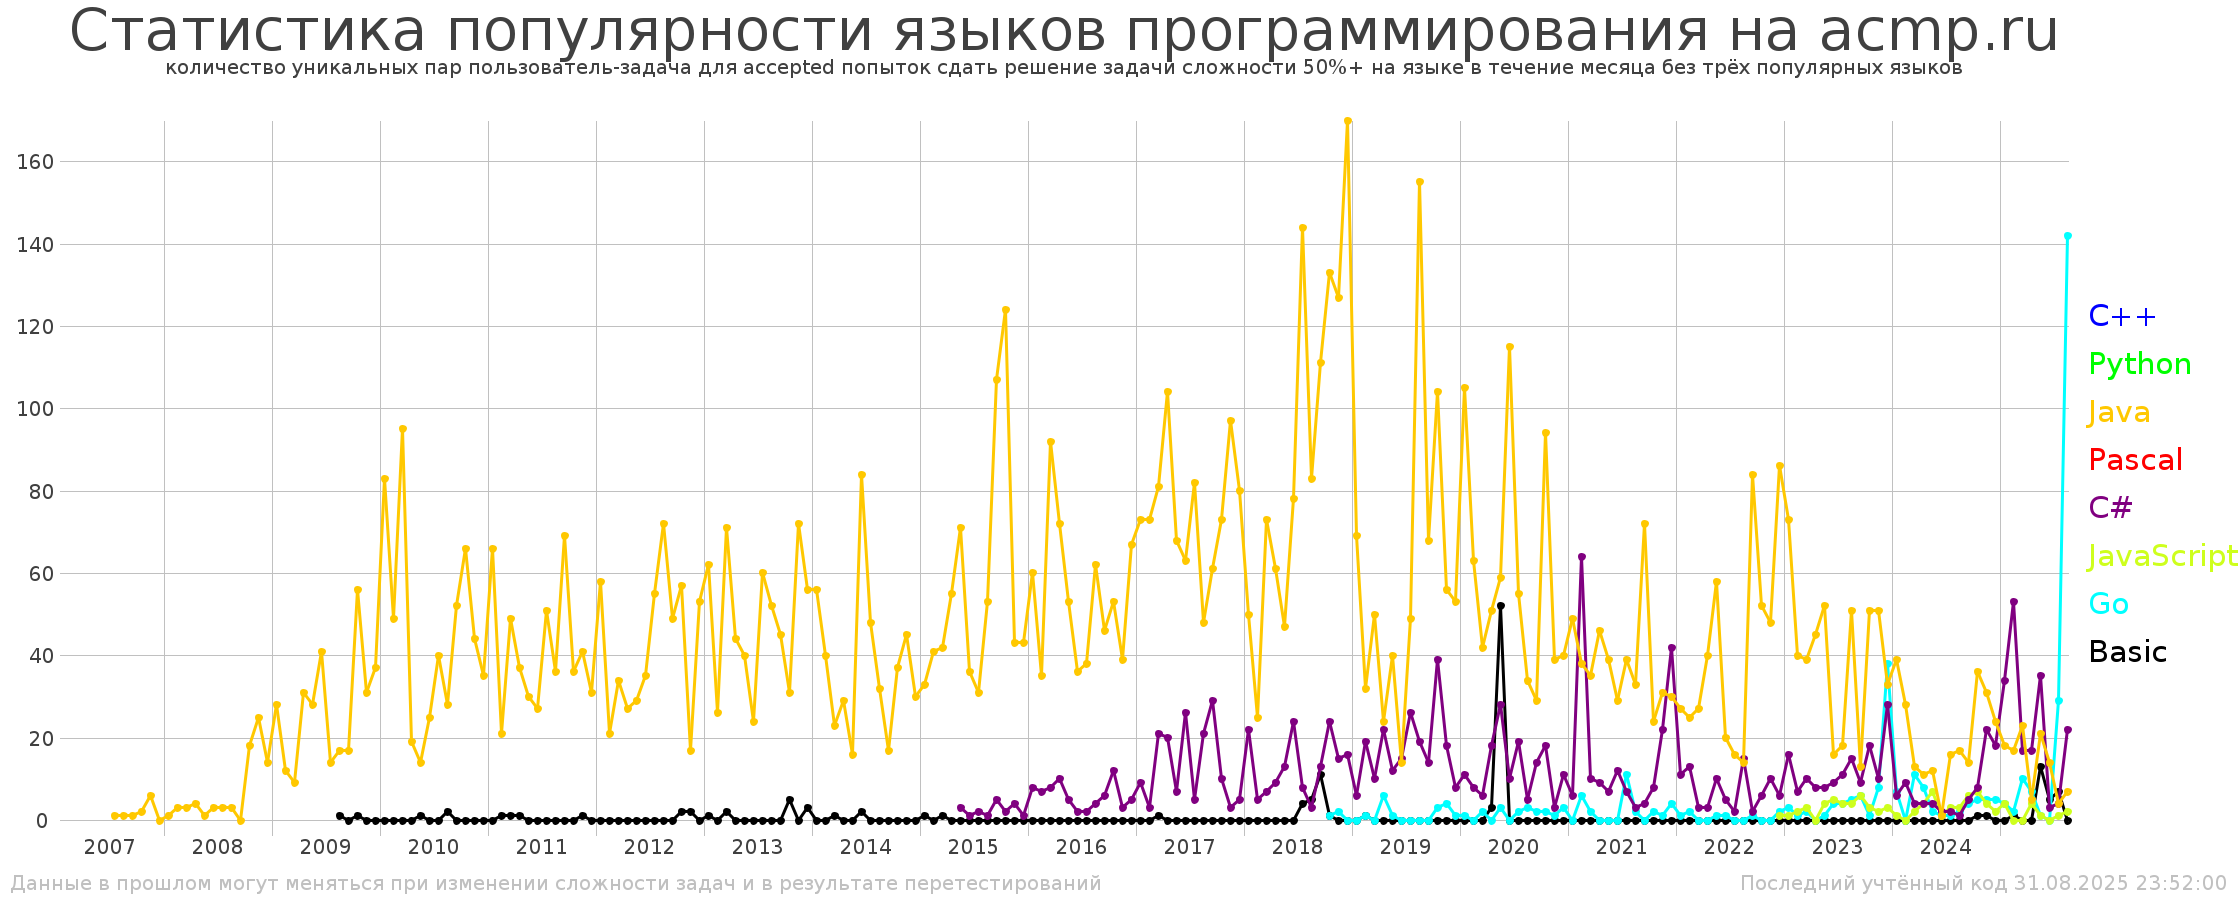 Статистика популярности языков программирования на acmp.ru
количество уникальных пар пользователь-задача для accepted попыток сдать решение задачи сложности 50%+ на языке в течение месяца без трёх популярных языков
160
140
120
100
80
60
40
20
0
C++
Python
Java
Pascal
C#
JavaScript
Go
Basic
2007 2008 2009 2010 2011 2012 2013 2014 2015 2016 2017 2018 2019 2020 2021 2022 2023 2024
Данные в прошлом могут меняться при изменении сложности задач и в результате перетестирований
Последний учтённый код 31.08.2025 23:52:00